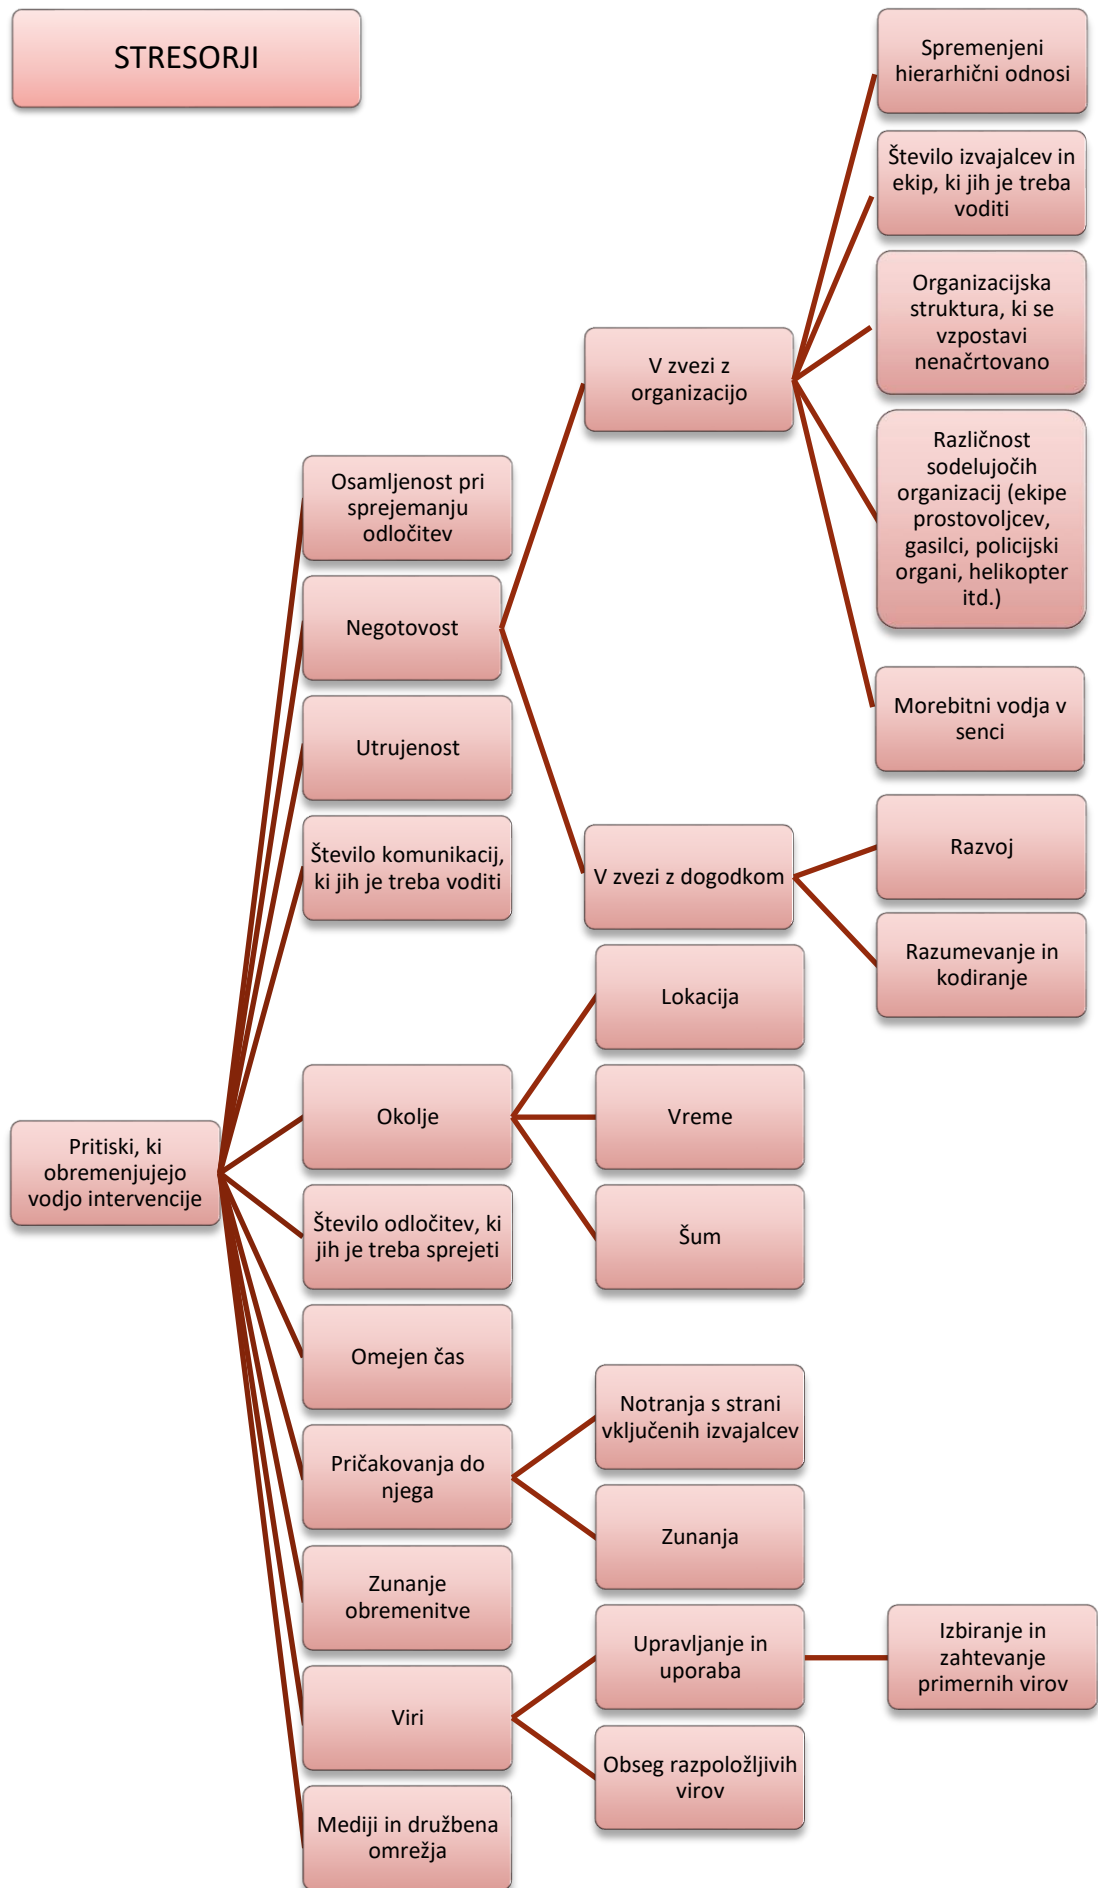 STRESORJI
Pritiski, ki
obremenjujejo
vodjo intervencije
Osamljenost pri
sprejemanju
odločitev
Negotovost
V zvezi z
organizacijo
Spremenjeni
hierarhični odnosi
Število izvajalcev in
ekip, ki jih je treba
voditi
Organizacijska
struktura, ki se
vzpostavi
nenačrtovano
Različnost
sodelujočih
organizacij (ekipe
prostovoljcev,
gasilci, policijski
organi, helikopter
itd.)
Morebitni vodja v
senci
V zvezi z dogodkom
Razvoj
Razumevanje in
kodiranje
Utrujenost
Število komunikacij,
ki jih je treba voditi
Okolje
Lokacija
Vreme
Šum
Število odločitev, ki
jih je treba sprejeti
Omejen čas
Pričakovanja do
njega
Notranja s strani
vključenih izvajalcev
Zunanja
Zunanje
obremenitve
Viri
Upravljanje in
uporaba
Izbiranje in
zahtevanje
primernih virov
Obseg razpoložljivih
virov
Mediji in družbena
omrežja